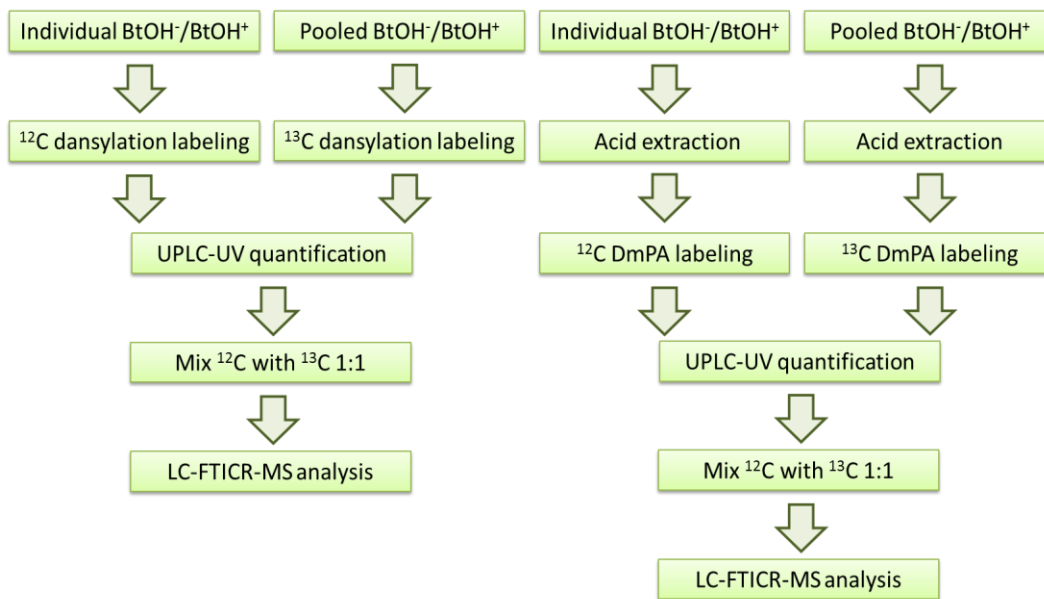 Individual BtOH⁻/BtOH⁺
Pooled BtOH⁻/BtOH⁺
Individual BtOH⁻/BtOH⁺
Pooled BtOH⁻/BtOH⁺
¹²C dansylation labeling
¹³C dansylation labeling
Acid extraction
Acid extraction
UPLC-UV quantification
¹²C DmPA labeling
¹³C DmPA labeling
Mix ¹²C with ¹³C 1:1
UPLC-UV quantification
LC-FTICR-MS analysis
Mix ¹²C with ¹³C 1:1
LC-FTICR-MS analysis